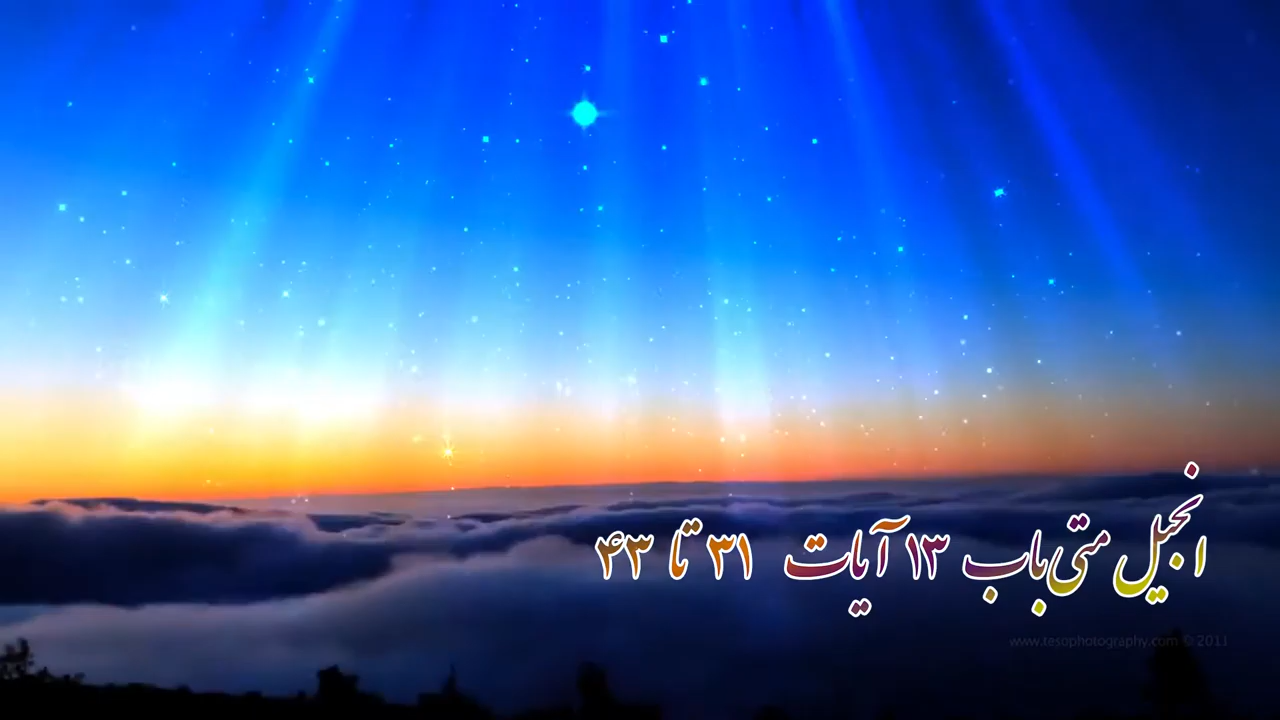 انجیل متی باب ۱۳ آیات ۳۱ تا ۴۳
www.tesophotography.com © 2011